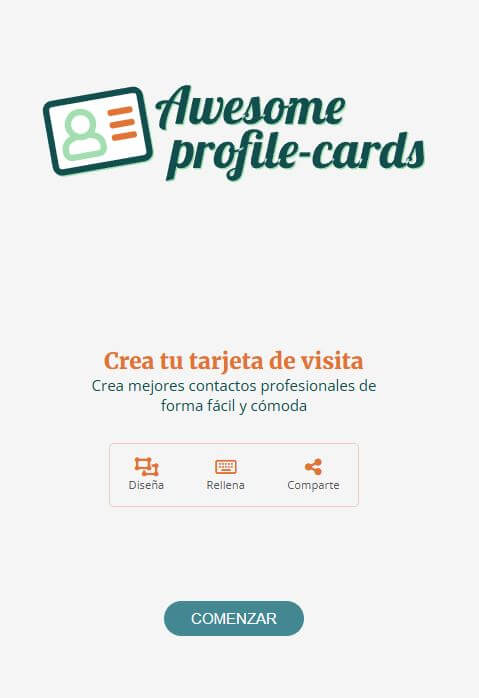 Awesome
profile-cards
Crea tu tarjeta de visita
Crea mejores contactos profesionales de
forma fácil y cómoda
Diseña Rellena Comparte
COMENZAR